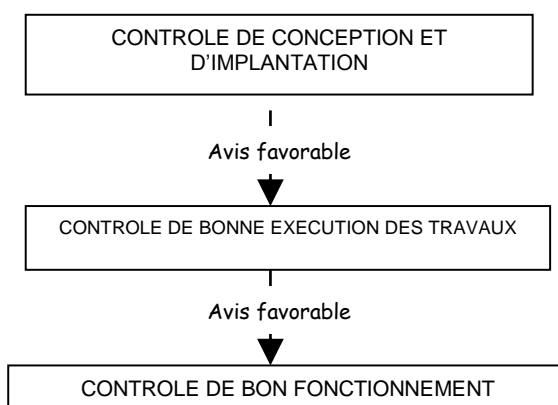 CONTROLE DE CONCEPTION ET
D'IMPLANTATION
Avis favorable
CONTROLE DE BONNE EXECUTION DES TRAVAUX
Avis favorable
CONTROLE DE BON FONCTIONNEMENT